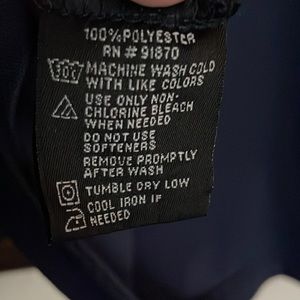 100% POLYESTER
RN # 91870
MACHINE WASH COLD
WITH LIKE COLORS
USE ONLY NON-
CHLORINE BLEACH
WHEN NEEDED
DO NOT USE
SOFTENERS
REMOVE PROMPTLY
AFTER WASH
TUMBLE DRY LOW
COOL IRON IF
NEEDED